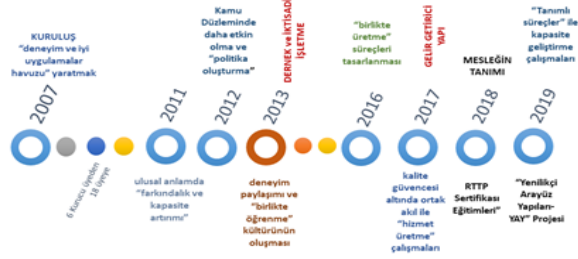 KURULUŞ
"deneyim ve iyi
uygulamalar
havuzu" yaratmak
2007
6 Kurucu üyeden
18 üyeye
2011
ulusal anlamda
"farkındalık ve
kapasite
artırımı"
Kamu
Düzleminde
daha etkin
olma ve
"politika
oluşturma"
2012
DERNEK ve İKTİSADİ
İŞLETME
2013
deneyim
paylaşımı ve
"birlikte
öğrenme"
kültürünün
oluşması
"birlikte
üretme"
süreçleri
tasarlanması
2016
GELİR GETİRİCİ
YAPI
2017
kalite
güvencesi
altında ortak
akıl ile
"hizmet
üretme"
çalışmaları
MESLEĞİN
TANIMI
2018
RTTP
Sertifikası
Eğitimleri"
"Tanımlı
süreçler" ile
kapasite
geliştirme
çalışmaları
2019
"Yenilikçi
Arayüz
Yapıları-
YAY" Projesi